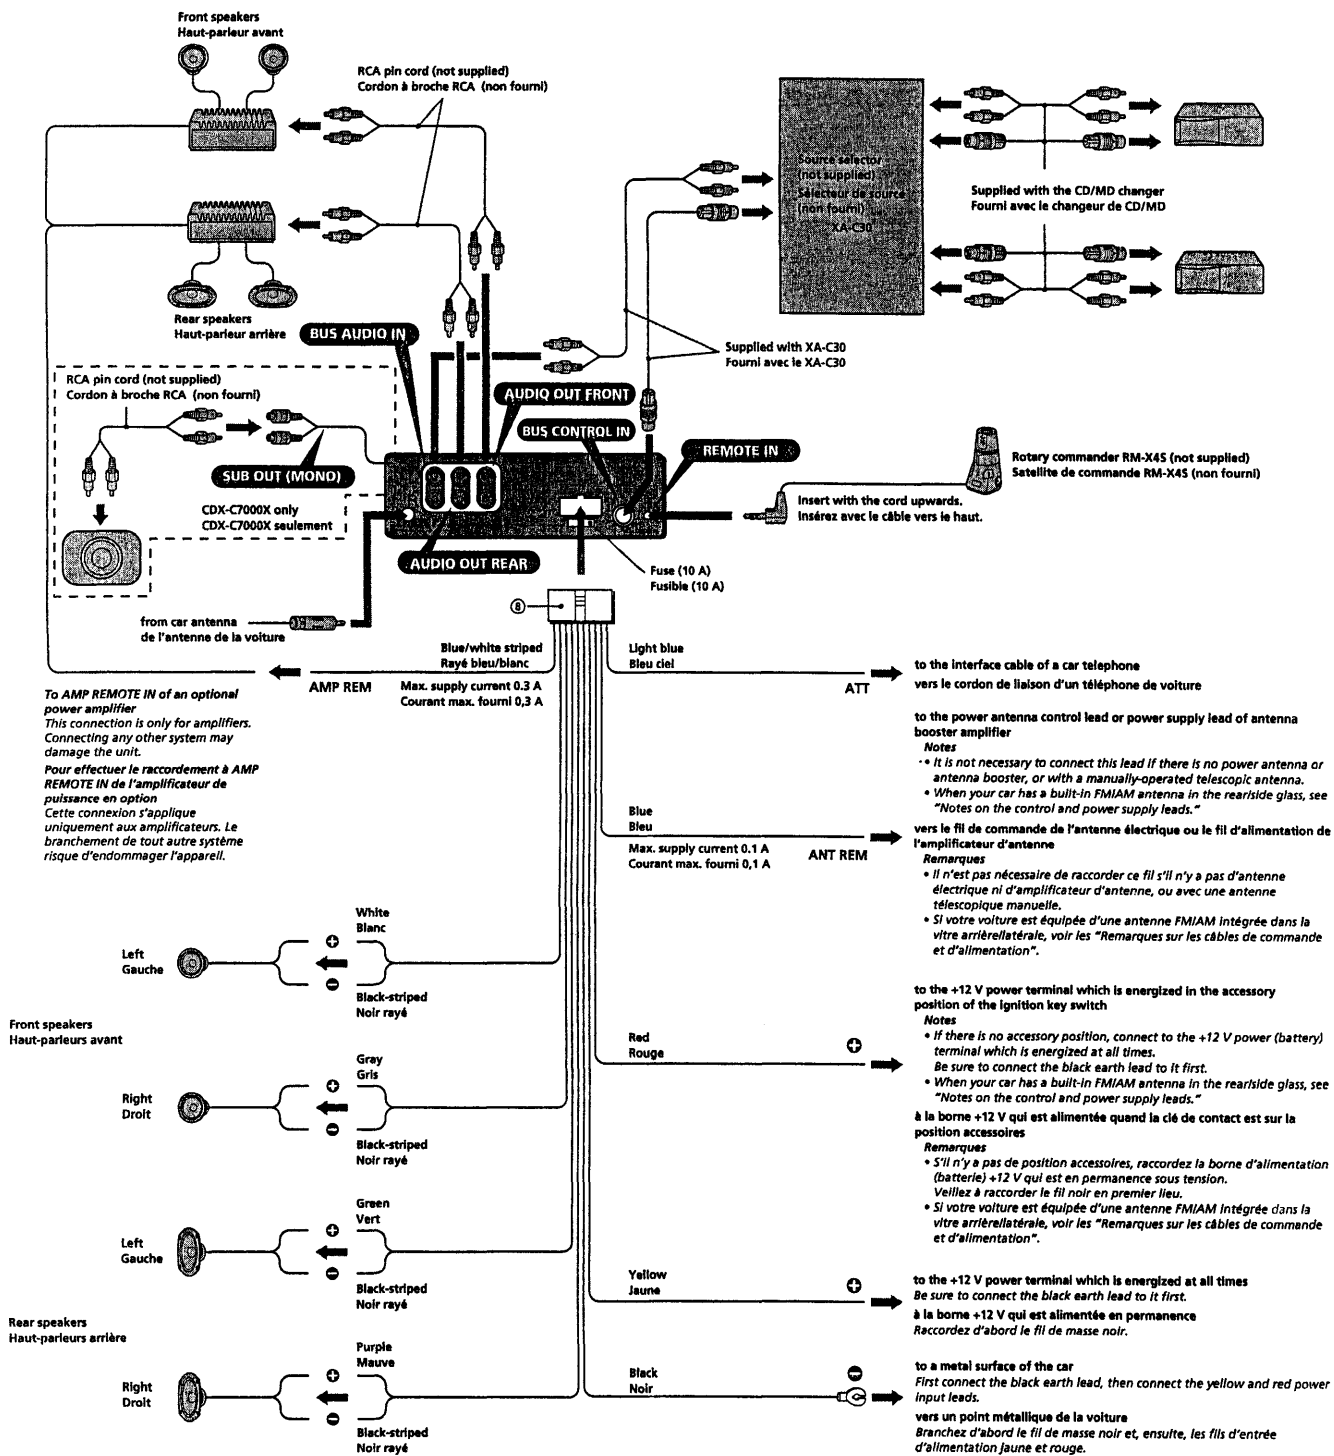 Front speakers
Haut-parleur avant
RCA pin cord (not supplied)
Cordon à broche RCA (non fourni)
Source selector
(not supplied)
Sélecteur de source
(non fourni)
XA-C30
Supplied with the CD/MD changer
Fourni avec le changeur de CD/MD
Rear speakers
Haut-parleur arrière
BUS AUDIO IN
Supplied with XA-C30
Fourni avec le XA-C30
RCA pin cord (not supplied)
Cordon à broche RCA (non fourni)
AUDIO OUT FRONT
BUS CONTROL IN
REMOTE IN
SUB OUT (MONO)
Rotary commander RM-X4S (not supplied)
Satellite de commande RM-X4S (non fourni)
CDX-C7000X only
CDX-C7000X seulement
Insert with the cord upwards.
Insérez avec le câble vers le haut.
AUDIO OUT REAR
Fuse (10 A)
Fusible (10 A)
8
from car antenna
de l'antenne de la voiture
Blue/white striped
Rayé bleu/blanc
Light blue
Bleu ciel
AMP REM
Max. supply current 0.3 A
Courant max. fourni 0,3 A
ATT
to the interface cable of a car telephone
vers le cordon de liaison d'un téléphone de voiture
To AMP REMOTE IN of an optional
power amplifier
This connection is only for amplifiers.
Connecting any other system may
damage the unit.
Pour effectuer le raccordement à AMP
REMOTE IN de l'amplificateur de
puissance en option
Cette connexion s'applique
uniquement aux amplificateurs. Le
branchement de tout autre système
risque d'endommager l'appareil.
to the power antenna control lead or power supply lead of antenna
booster amplifier
Notes
• It is not necessary to connect this lead if there is no power antenna or
antenna booster, or with a manually-operated telescopic antenna.
• When your car has a built-in FM/AM antenna in the rear/side glass, see
"Notes on the control and power supply leads."
Blue
Bleu
Max. supply current 0.1 A
Courant max. fourni 0,1 A
ANT REM
vers le fil de commande de l'antenne électrique ou le fil d'alimentation de
l'amplificateur d'antenne
Remarques
• Il n'est pas nécessaire de raccorder ce fil s'il n'y a pas d'antenne
électrique ni d'amplificateur d'antenne, ou avec une antenne
télescopique manuelle.
• Si votre voiture est équipée d'une antenne FM/AM intégrée dans la
vitre arrière/latérale, voir les "Remarques sur les câbles de commande
et d'alimentation".
White
Blanc
Left
Gauche
+
−
Black-striped
Noir rayé
Front speakers
Haut-parleurs avant
Gray
Gris
Right
Droit
+
−
Black-striped
Noir rayé
Red
Rouge
+
to the +12 V power terminal which is energized in the accessory
position of the ignition key switch
Notes
• If there is no accessory position, connect to the +12 V power (battery)
terminal which is energized at all times.
Be sure to connect the black earth lead to it first.
• When your car has a built-in FM/AM antenna in the rear/side glass, see
"Notes on the control and power supply leads."
à la borne +12 V qui est alimentée quand la clé de contact est sur la
position accessoires
Remarques
• S'il n'y a pas de position accessoires, raccordez la borne d'alimentation
(batterie) +12 V qui est en permanence sous tension.
Veillez à raccorder le fil noir en premier lieu.
• Si votre voiture est équipée d'une antenne FM/AM intégrée dans la
vitre arrière/latérale, voir les "Remarques sur les câbles de commande
et d'alimentation".
Green
Vert
Left
Gauche
+
−
Black-striped
Noir rayé
Yellow
Jaune
+
to the +12 V power terminal which is energized at all times
Be sure to connect the black earth lead to it first.
à la borne +12 V qui est alimentée en permanence
Raccordez d'abord le fil de masse noir.
Rear speakers
Haut-parleurs arrière
Purple
Mauve
Right
Droit
+
−
Black-striped
Noir rayé
Black
Noir
−
to a metal surface of the car
First connect the black earth lead, then connect the yellow and red power
input leads.
vers un point métallique de la voiture
Branchez d'abord le fil de masse noir et, ensuite, les fils d'entrée
d'alimentation jaune et rouge.